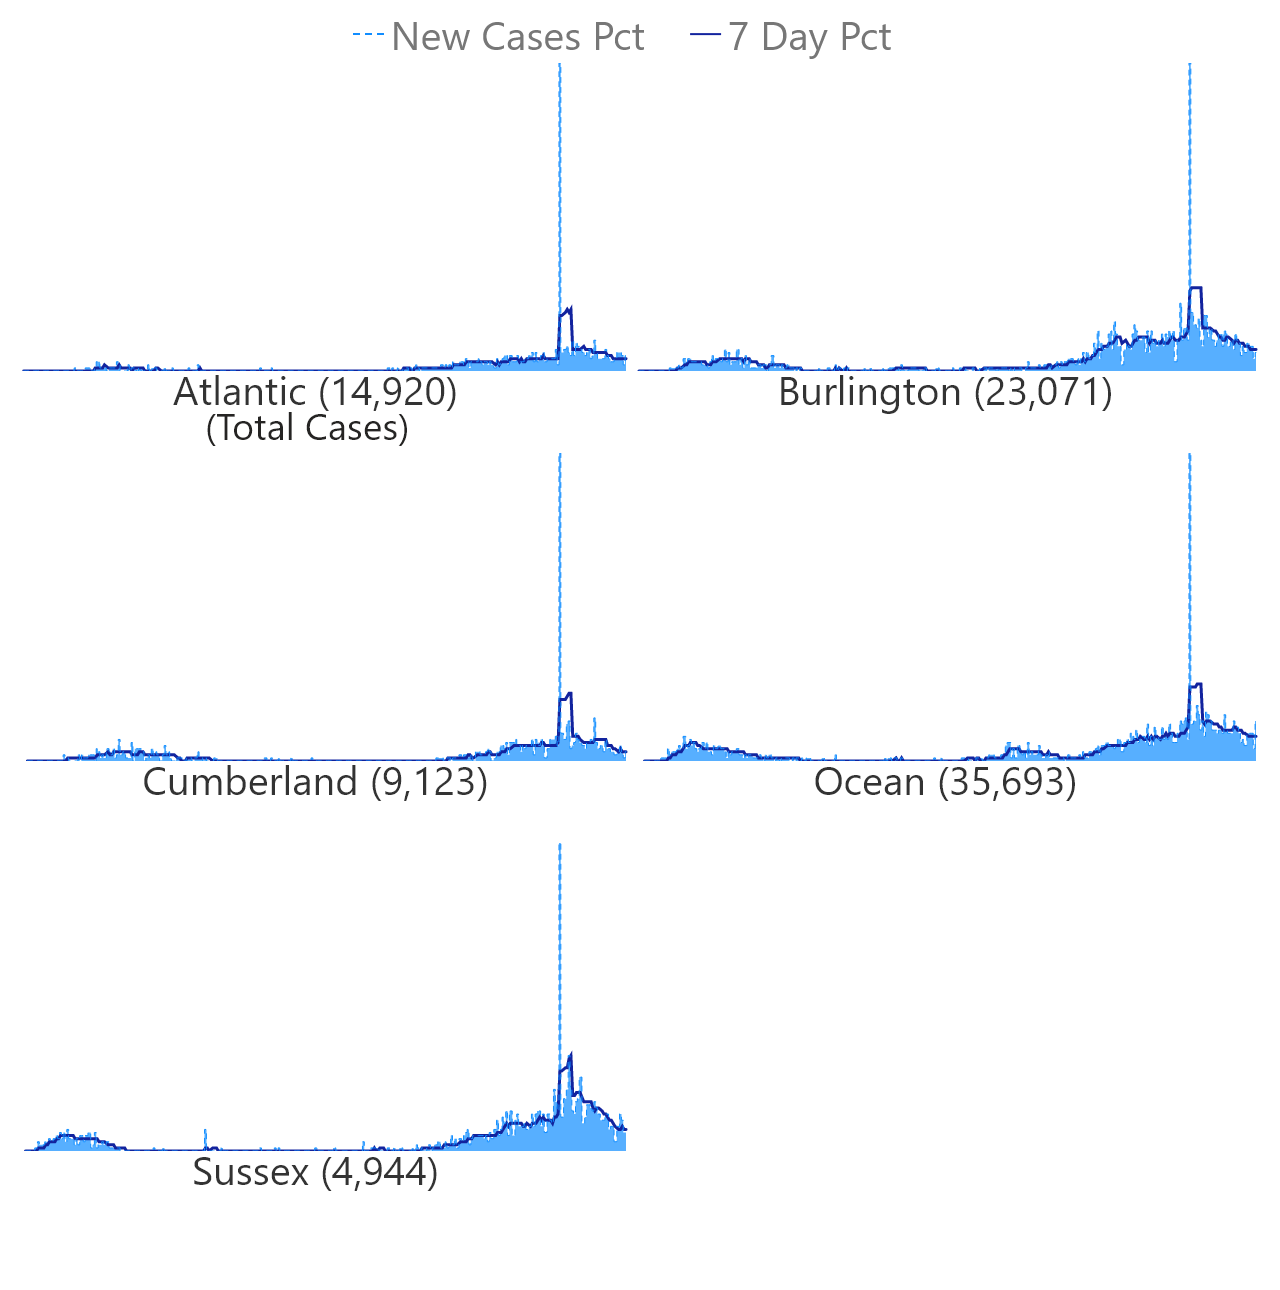 New Cases Pct 7 Day Pct
Atlantic (14,920)
(Total Cases)
Burlington (23,071)
Cumberland (9,123)
Ocean (35,693)
Sussex (4,944)